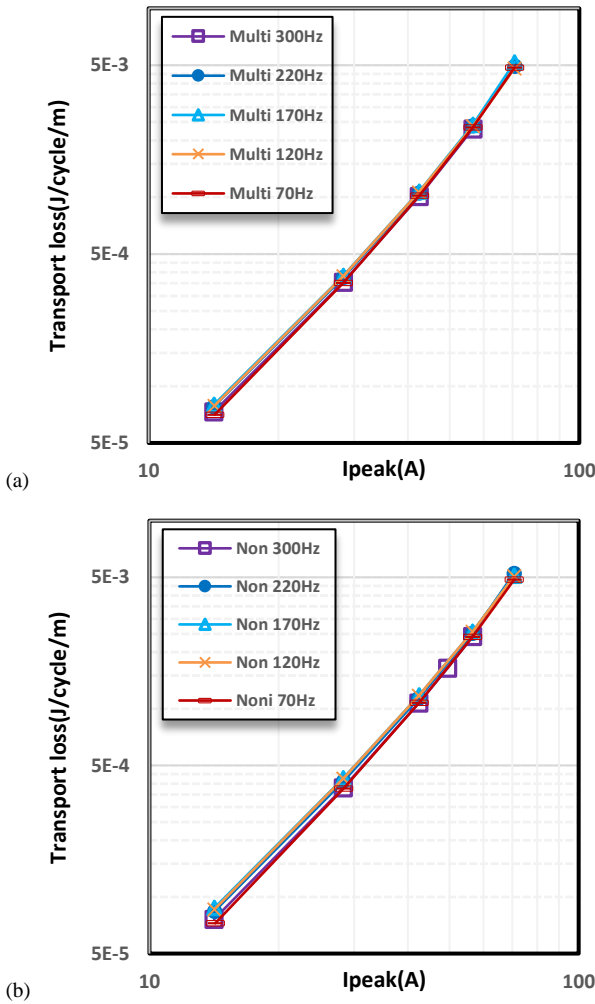 Transport loss(J/cycle/m)
5E-3
5E-4
5E-5
Multi 300Hz
Multi 220Hz
Multi 170Hz
Multi 120Hz
Multi 70Hz
10
Ipeak(A)
100
(a)
Transport loss(J/cycle/m)
5E-3
5E-4
5E-5
Non 300Hz
Non 220Hz
Non 170Hz
Non 120Hz
Noni 70Hz
10
Ipeak(A)
100
(b)